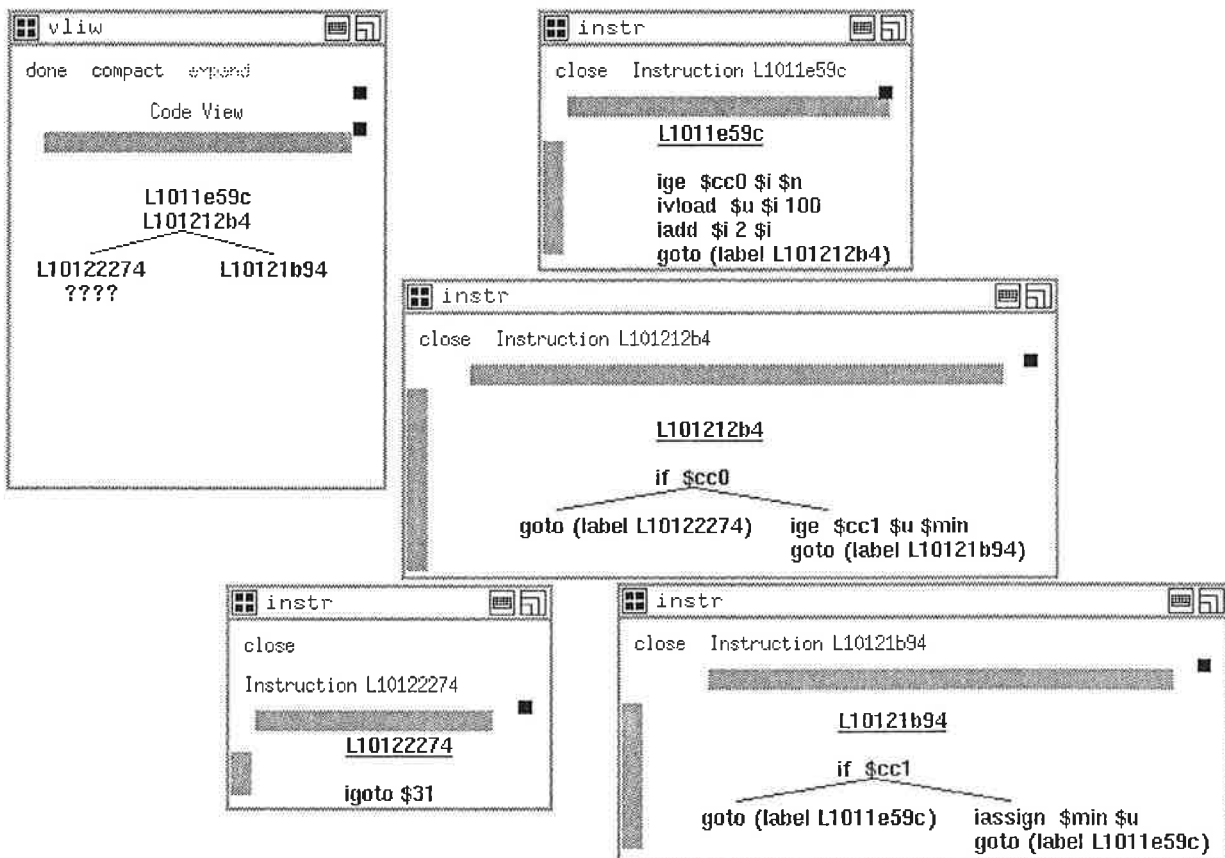 vliw
done compact expand
Code View
L1011e59c
L101212b4
L10122274 L10121b94
????
instr
close Instruction L1011e59c
L1011e59c
ige $cc0 $i $n
ivload $u $i 100
iadd $i 2 $i
goto (label L101212b4)
instr
close Instruction L101212b4
L101212b4
if $cc0
goto (label L10122274) ige $cc1 $u $min
goto (label L10121b94)
instr
close
Instruction L10122274
L10122274
igoto $31
instr
close Instruction L10121b94
L10121b94
if $cc1
goto (label L1011e59c) iassign $min $u
goto (label L1011e59c)